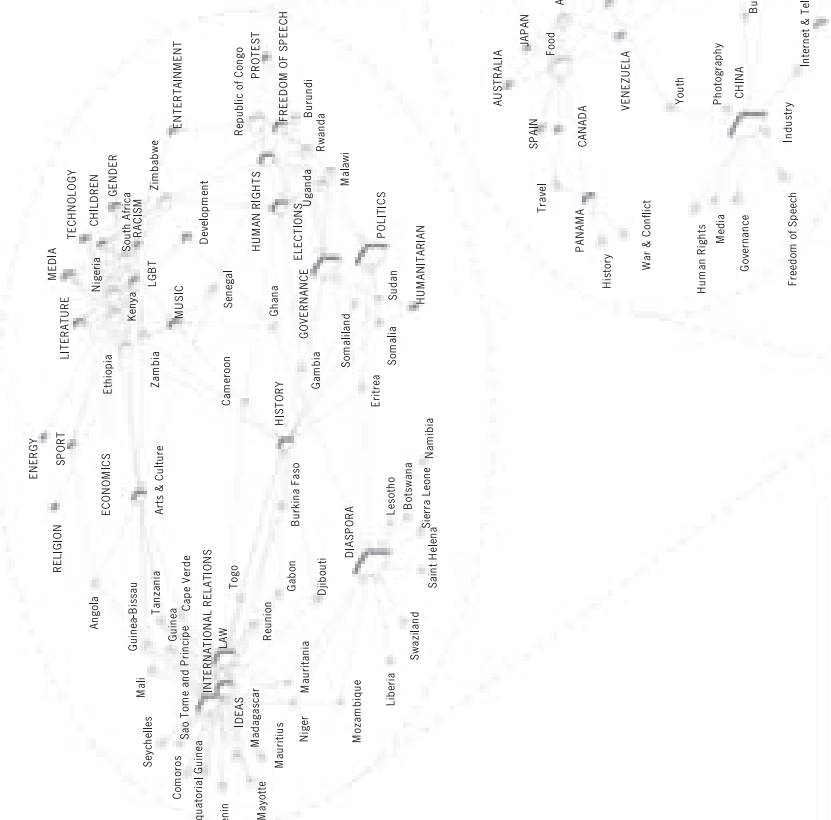 ENTERTAINMENT
Republic of Congo
PROTEST
FREEDOM OF SPEECH
Burundi
Rwanda
Malawi
Uganda
HUMAN RIGHTS
ELECTIONS
GOVERNANCE
POLITICS
HUMANITARIAN
Sudan
Somalia
Somaliland
Eritrea
Gambia
Zimbabwe
Development
TECHNOLOGY
CHILDREN
GENDER
South Africa
RACISM
MEDIA
Nigeria
LGBT
Kenya
MUSIC
Senegal
Ghana
LITERATURE
Ethiopia
Zambia
Cameroon
HISTORY
ENERGY
SPORT
ECONOMICS
Arts & Culture
Burkina Faso
RELIGION
DIASPORA
Lesotho
Botswana
Namibia
Sierra Leone
Saint Helena
Swaziland
Liberia
Mozambique
Angola
Guinea-Bissau
Tanzania
Guinea
Cape Verde
INTERNATIONAL RELATIONS
LAW
Togo
Gabon
Djibouti
Reunion
Mauritania
Mali
Sao Tome and Principe
IDEAS
Madagascar
Mauritius
Niger
Seychelles
Comoros
quatorial Guinea
nin
Mayotte
AUSTRALIA
JAPAN
Food
A
SPAIN
CANADA
VENEZUELA
Youth
Photography
CHINA
Bu
Internet & Tel
Industry
Travel
PANAMA
History
War & Conflict
Human Rights
Media
Governance
Freedom of Speech